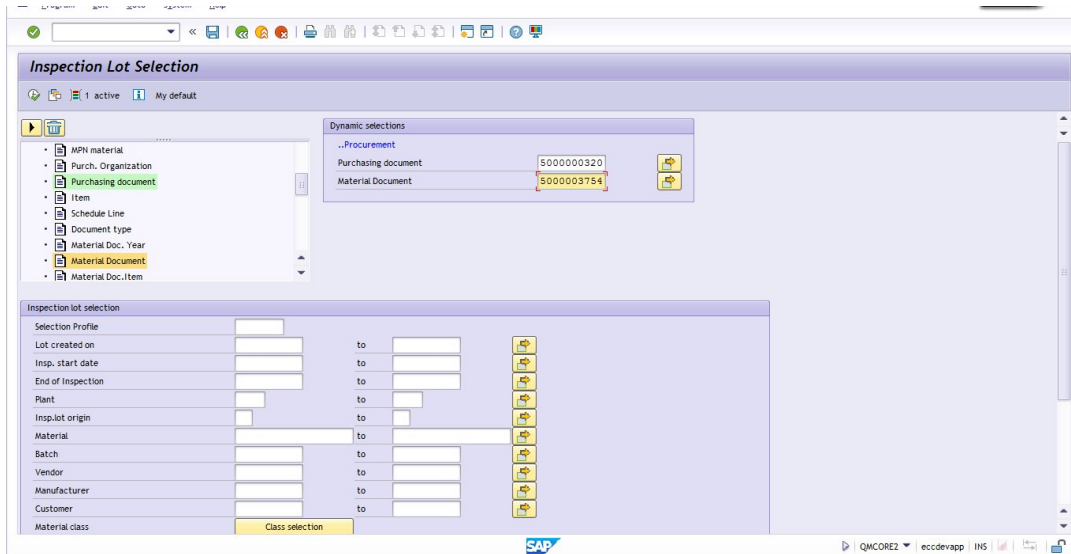 Inspection Lot Selection
1 active My default
MPN material
Purch. Organization
Purchasing document
Item
Schedule Line
Document type
Material Doc. Year
Material Document
Material Doc.Item
Dynamic selections
..Procurement
Purchasing document 5000000320
Material Document 5000003754
Inspection lot selection
Selection Profile
Lot created on to
Insp. start date to
End of Inspection to
Plant to
Insp.lot origin to
Material to
Batch to
Vendor to
Manufacturer to
Customer to
Material class Class selection
SAP QMCORE2 eccdevapp INS